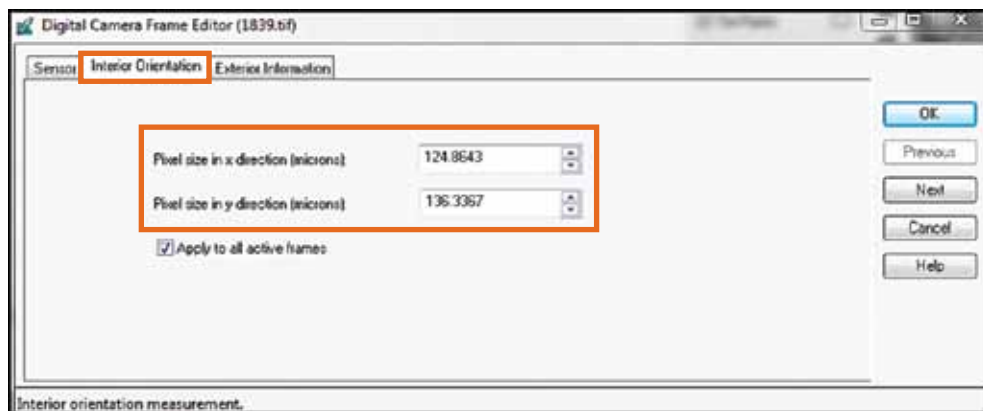 Digital Camera Frame Editor (1839.tif)
Sensor Interior Orientation Exterior Information
Pixel size in x direction (microns): 124.8643
Pixel size in y direction (microns): 136.3367
Apply to all active frames
OK
Previous
Next
Cancel
Help
Interior orientation measurement.